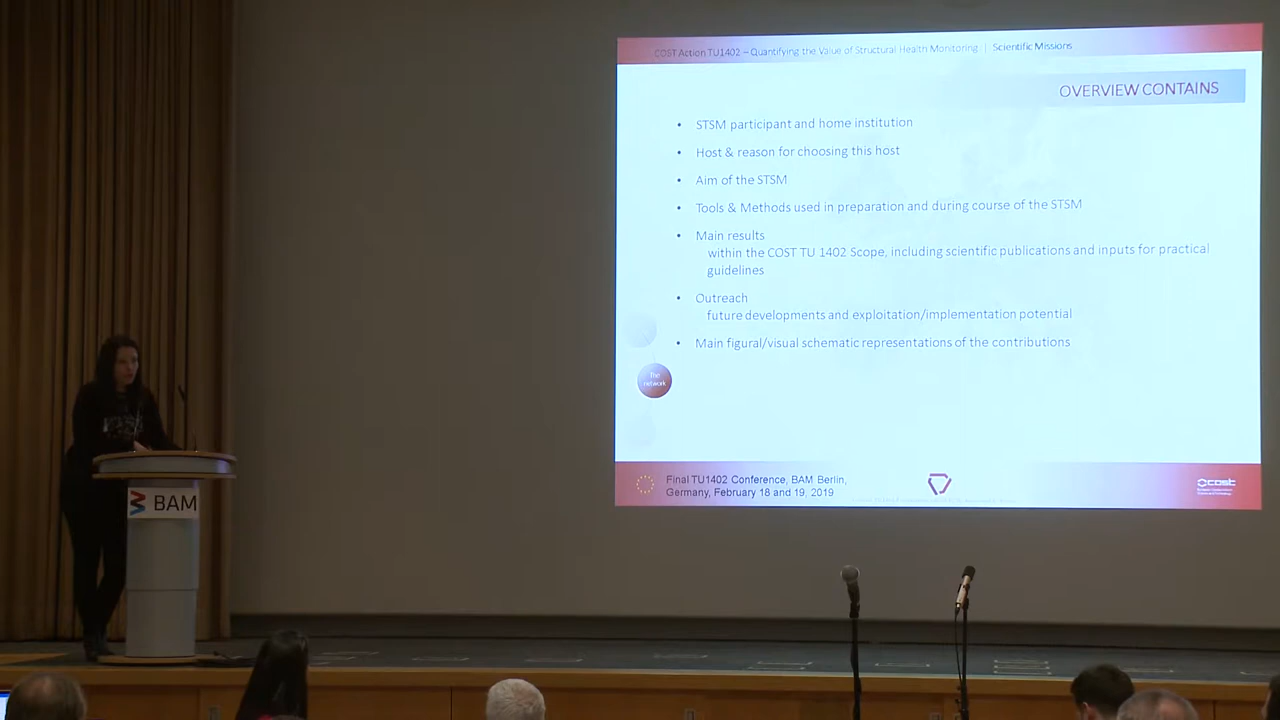 COST Action TU1402 – Quantifying the Value of Structural Health Monitoring | Scientific Missions
OVERVIEW CONTAINS
• STSM participant and home institution
• Host & reason for choosing this host
• Aim of the STSM
• Tools & Methods used in preparation and during course of the STSM
• Main results
within the COST TU 1402 Scope, including scientific publications and inputs for practical
guidelines
• Outreach
future developments and exploitation/implementation potential
• Main figural/visual schematic representations of the contributions
The
network
Final TU1402 Conference, BAM Berlin,
Germany, February 18 and 19, 2019
cost
BAM